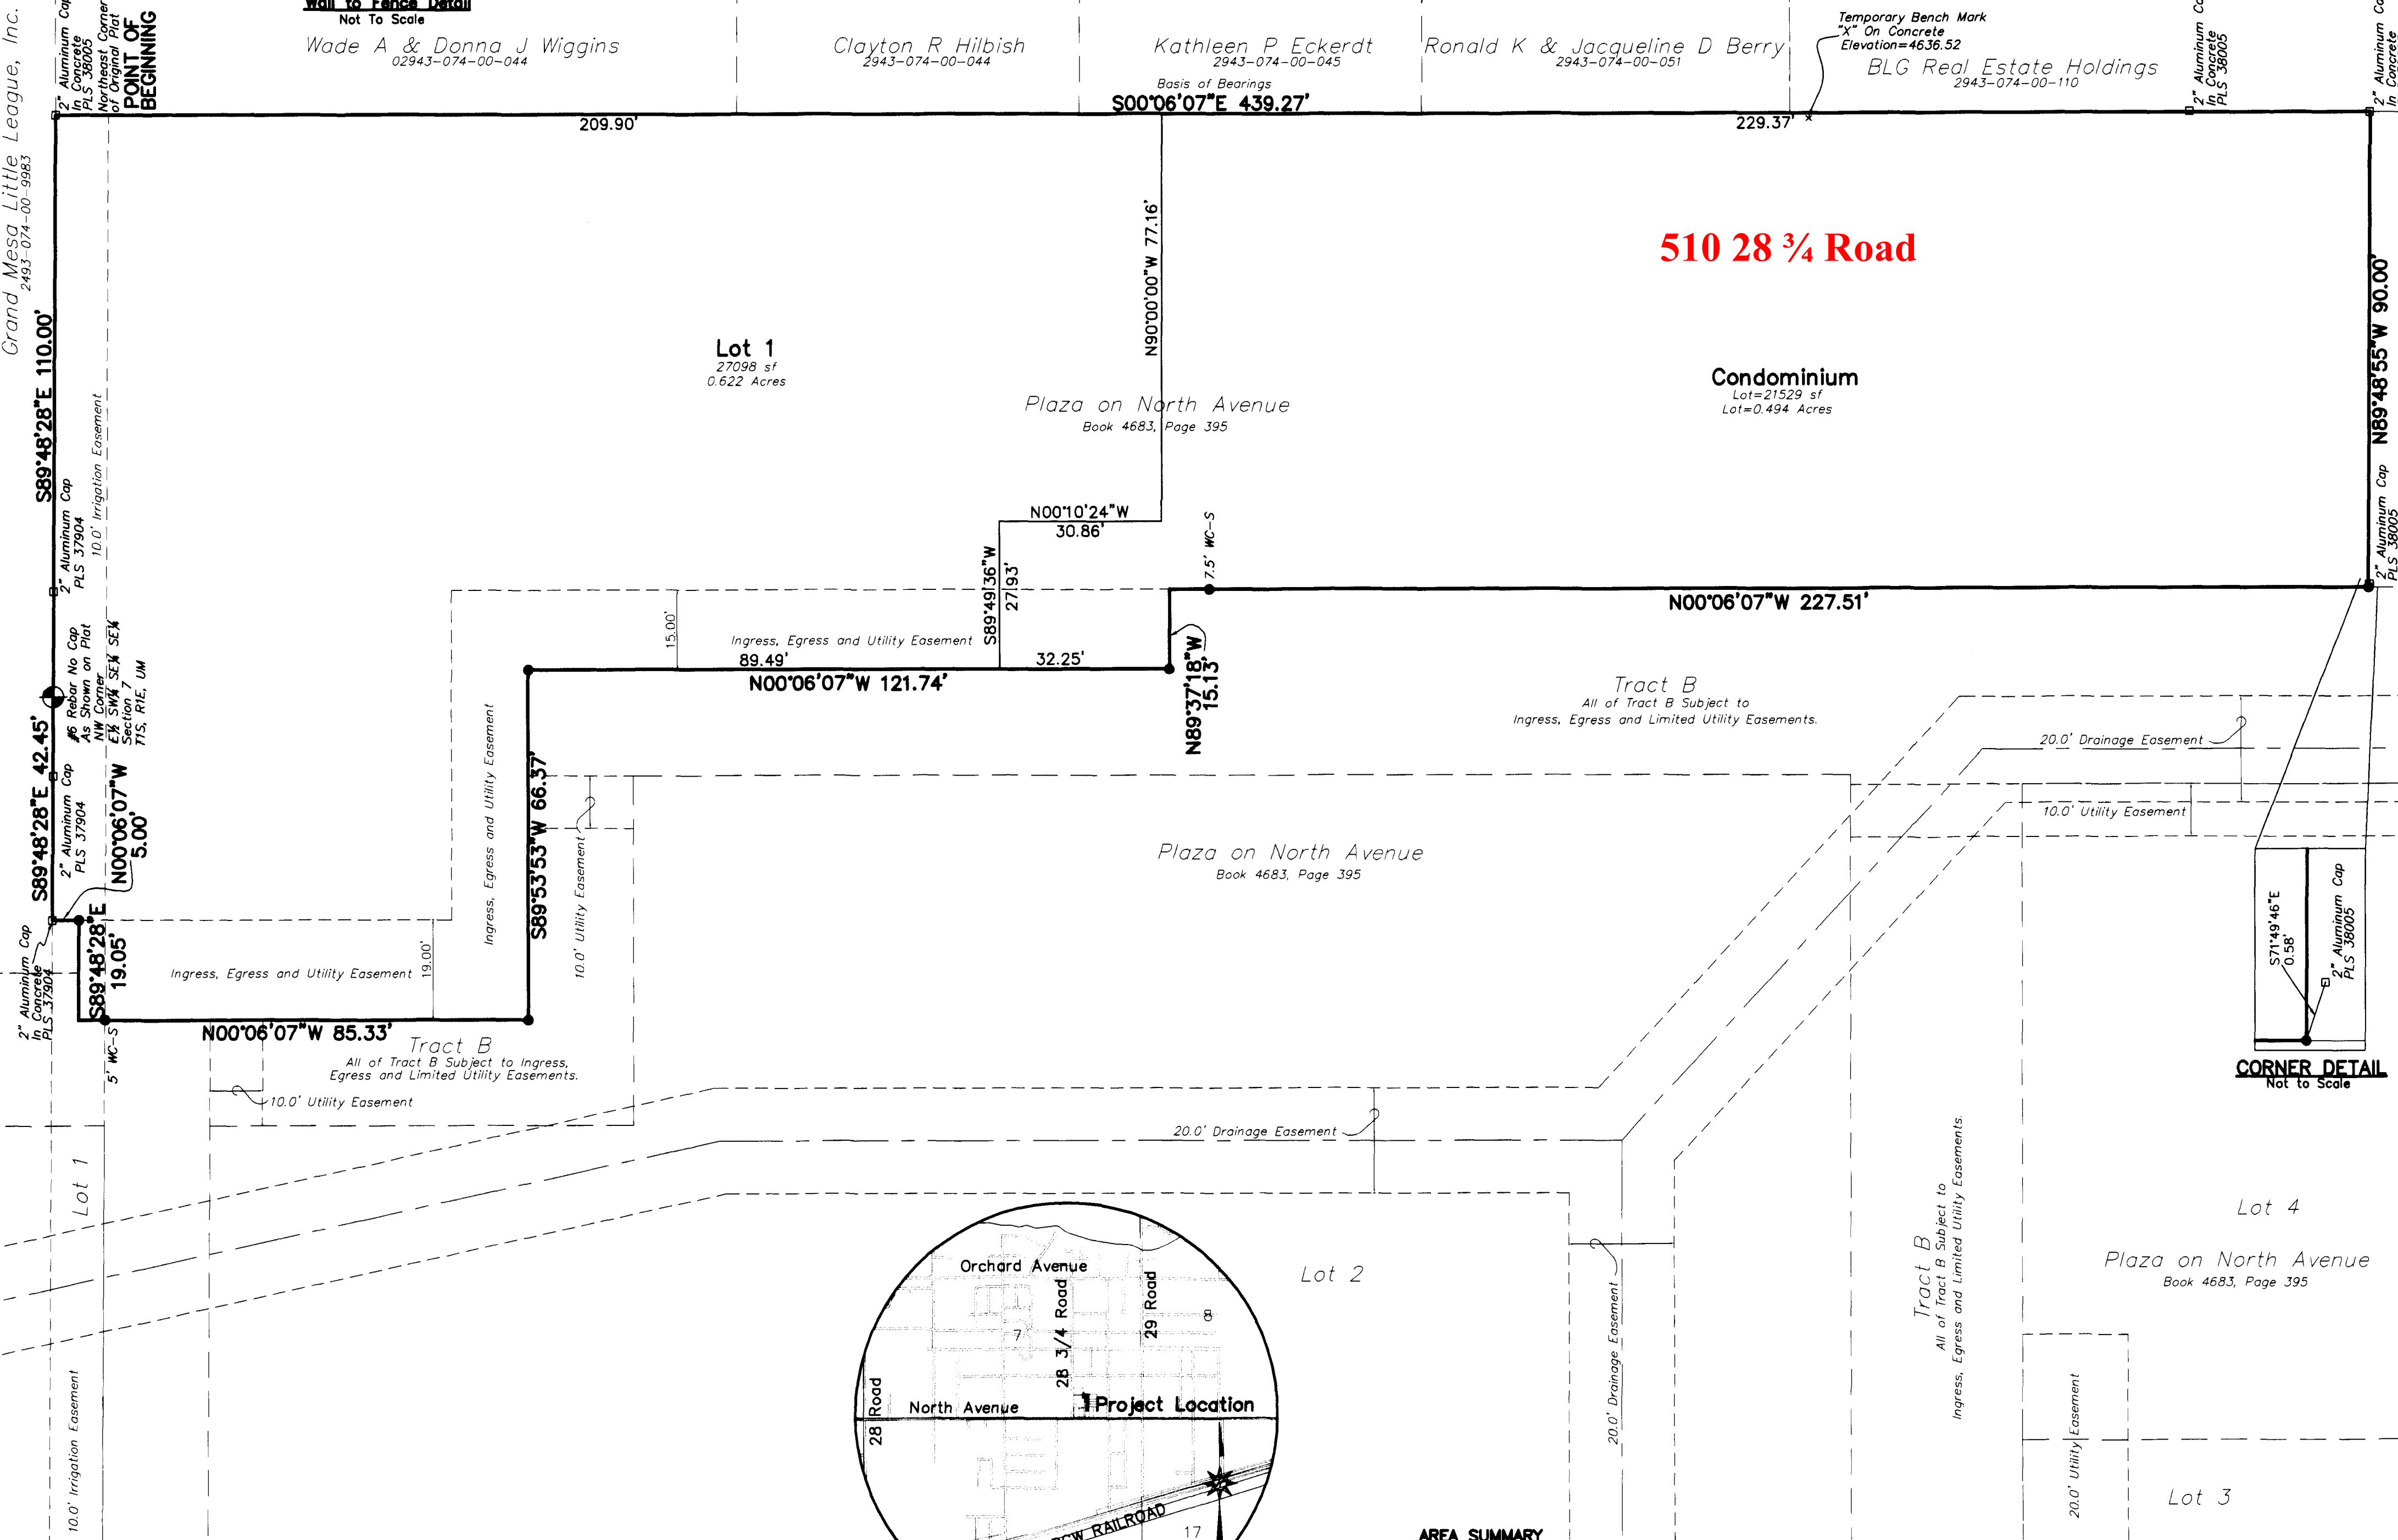 Wall to Fence Detail
Not To Scale
Grand Mesa Little League, Inc.
2493-074-00-9983
2" Aluminum Cap
In Concrete
PLS 38005
Northeast Corner
of Original Plat
POINT OF
BEGINNING
Wade A & Donna J Wiggins
02943-074-00-044
Clayton R Hilbish
2943-074-00-044
Kathleen P Eckerdt
2943-074-00-045
Ronald K & Jacqueline D Berry
2943-074-00-051
Temporary Bench Mark
"X" On Concrete
Elevation=4636.52
BLG Real Estate Holdings
2943-074-00-110
2" Aluminum
In Concrete
PLS 38005
2" Aluminum
In Concrete
Basis of Bearings
S00°06'07"E 439.27'
209.90'
229.37'
N90°00'00"W 77.16'
510 28 ¾ Road
S89°48'28"E 110.00'
N89°48'55"W 90.00'
Lot 1
27098 sf
0.622 Acres
Condominium
Lot=21529 sf
Lot=0.494 Acres
Plaza on North Avenue
Book 4683, Page 395
10.0' Irrigation Easement
2" Aluminum Cap
PLS 37904
N00°10'24"W
30.86'
S89°49'36"W
27.93'
7.5' WC-S
2" Aluminum Cap
PLS 38005
N00°06'07"W 227.51'
15.00'
Ingress, Egress and Utility Easement
89.49'
32.25'
N00°06'07"W 121.74'
N89°37'18"W
15.13'
#6 Rebar No Cap
As Shown on Plat
NW Corner
E½ SW¼ SE¼ SE¼
Section 7
T1S, R1E, UM
S89°48'28"E 42.45'
2" Aluminum Cap
PLS 37904
N00°06'07"W
5.00'
Ingress, Egress and Utility Easement
S89°53'53"W 66.37'
10.0' Utility Easement
Tract B
All of Tract B Subject to
Ingress, Egress and Limited Utility Easements.
20.0' Drainage Easement
10.0' Utility Easement
Plaza on North Avenue
Book 4683, Page 395
2" Aluminum Cap
In Concrete
PLS 37904
S89°48'28"E
19.05'
Ingress, Egress and Utility Easement
19.00'
N00°06'07"W 85.33'
5' WC-S
Tract B
All of Tract B Subject to Ingress,
Egress and Limited Utility Easements.
10.0' Utility Easement
S71°49'46"E
0.58'
2" Aluminum Cap
PLS 38005
CORNER DETAIL
Not to Scale
20.0' Drainage Easement
Lot 1
10.0' Irrigation Easement
Orchard Avenue
28 3/4 Road
29 Road
28 Road
7
8
North Avenue
Project Location
RAILROAD
17
Lot 2
20.0' Drainage Easement
Tract B
All of Tract B Subject to
Ingress, Egress and Limited Utility Easements.
Lot 4
Plaza on North Avenue
Book 4683, Page 395
20.0' Utility Easement
Lot 3
AREA SUMMARY